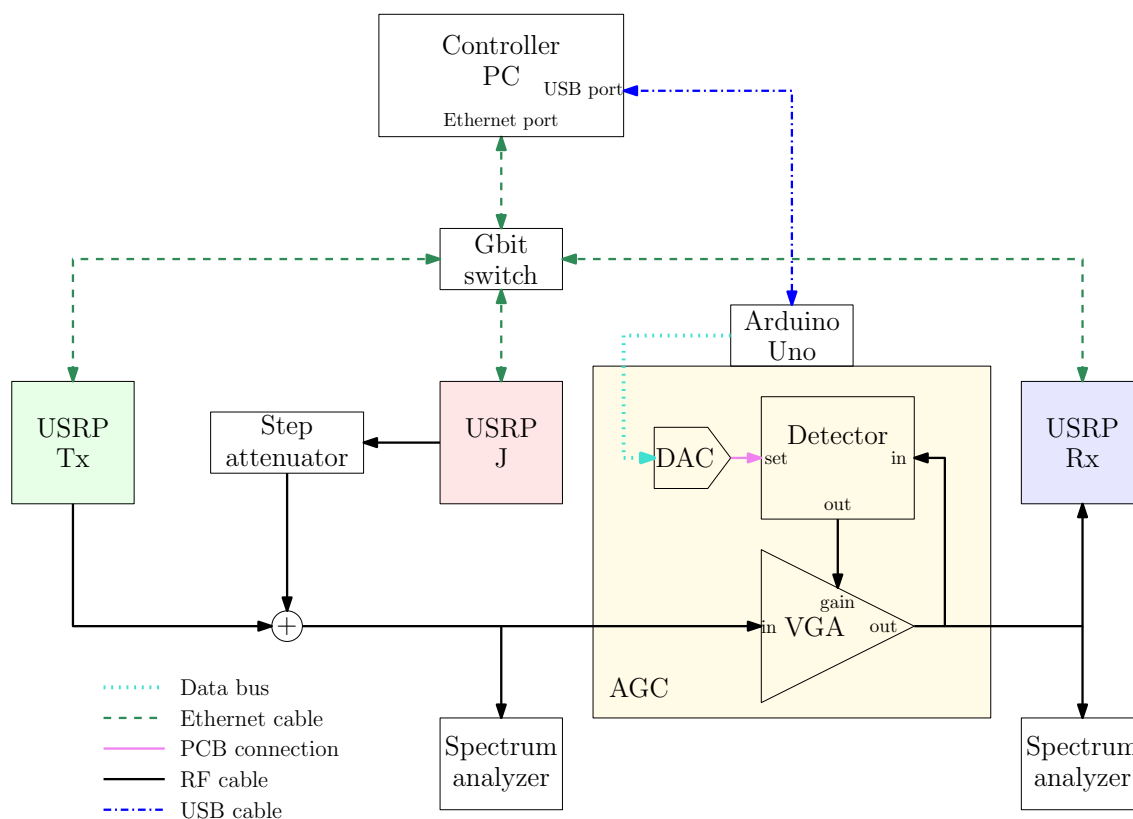 Controller
PC
USB port
Ethernet port
Gbit
switch
Arduino
Uno
USRP
Tx
Step
attenuator
USRP
J
DAC
Detector
set
in
out
USRP
Rx
+
gain
in
VGA
out
AGC
Data bus
Ethernet cable
PCB connection
RF cable
USB cable
Spectrum
analyzer
Spectrum
analyzer